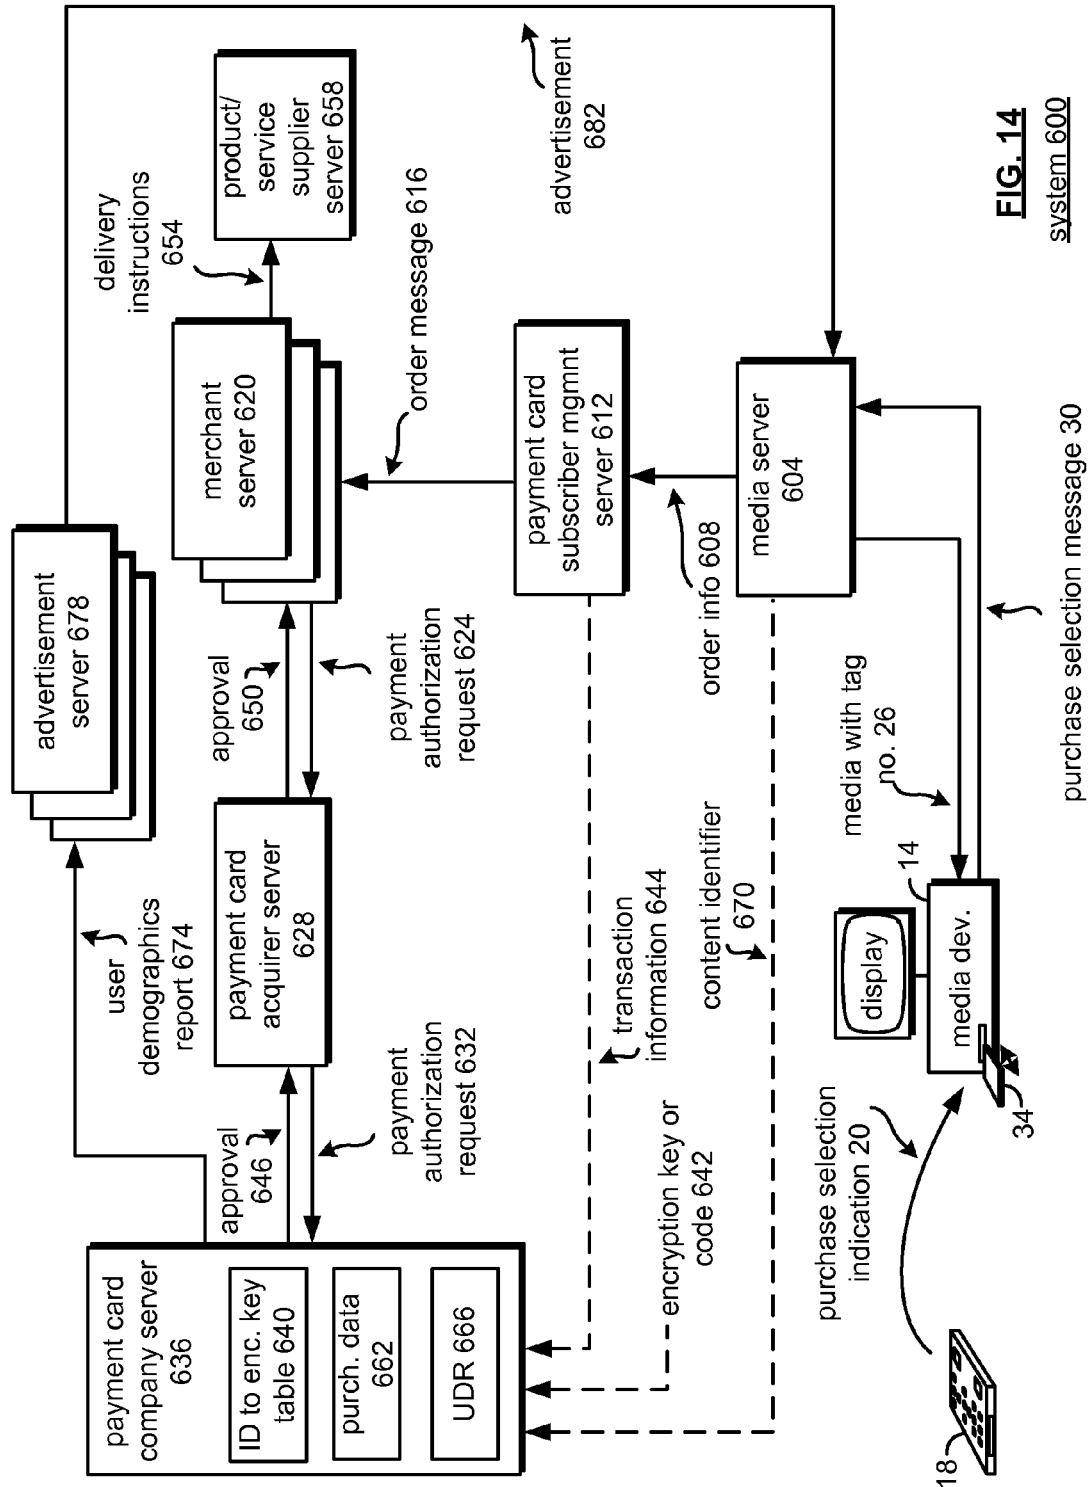 payment card
company server
636
ID to enc. key
table 640
purch. data
662
UDR 666
user
demographics
report 674
advertisement
server 678
approval
646
payment
authorization
request 632
payment card
acquirer server
628
approval
650
payment
authorization
request 624
merchant
server 620
delivery
instructions
654
product/
service
supplier
server 658
order message 616
advertisement
682
payment card
subscriber mgmnt
server 612
transaction
information 644
encryption key or
code 642
order info 608
content identifier
670
media server
604
media with tag
no. 26
purchase selection message 30
display
media dev.
14
34
purchase selection
indication 20
18
FIG. 14
system 600